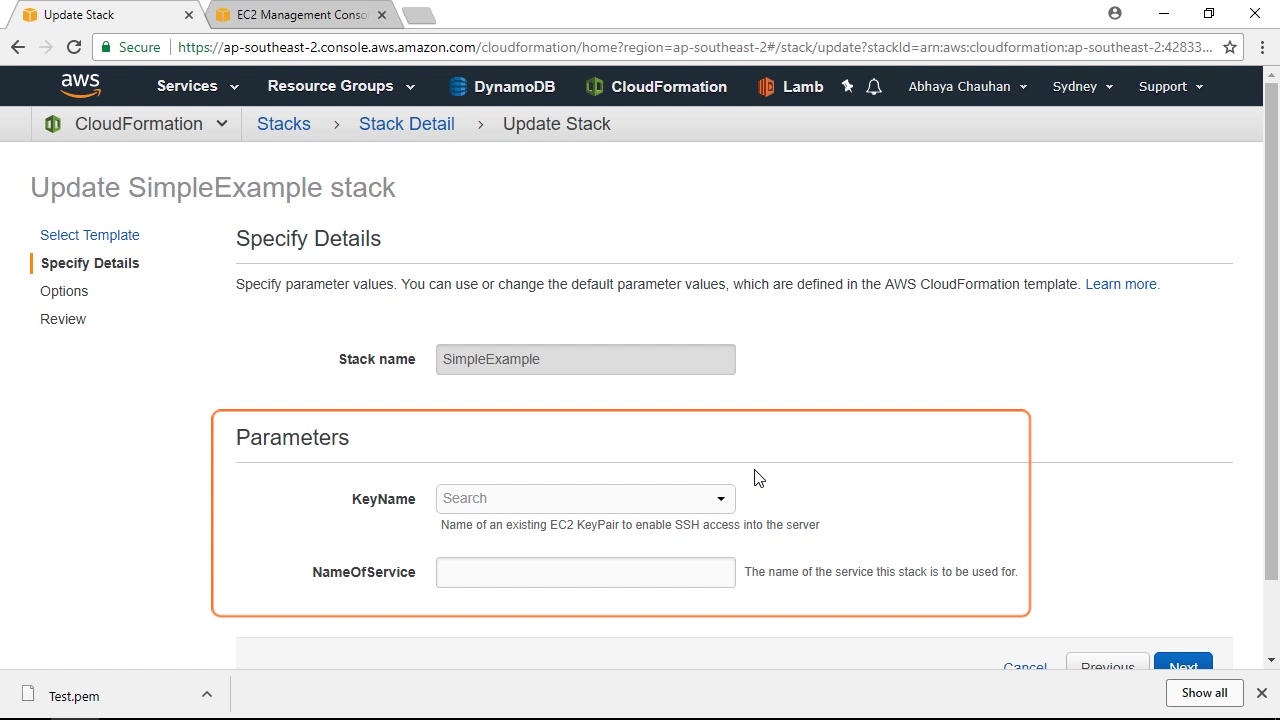 Update Stack
EC2 Management Conso
Secure
https://ap-southeast-2.console.aws.amazon.com/cloudformation/home?region=ap-southeast-2#/stack/update?stackId=arn:aws:cloudformation:ap-southeast-2:42833...
aws
Services
Resource Groups
DynamoDB
CloudFormation
Lamb
Abhaya Chauhan
Sydney
Support
CloudFormation
Stacks > Stack Detail > Update Stack
Update SimpleExample stack
Select Template
Specify Details
Options
Review
Specify Details
Specify parameter values. You can use or change the default parameter values, which are defined in the AWS CloudFormation template. Learn more.
Stack name
SimpleExample
Parameters
KeyName
Search
Name of an existing EC2 KeyPair to enable SSH access into the server
NameOfService
The name of the service this stack is to be used for.
Cancel
Previous
Next
Test.pem
Show all